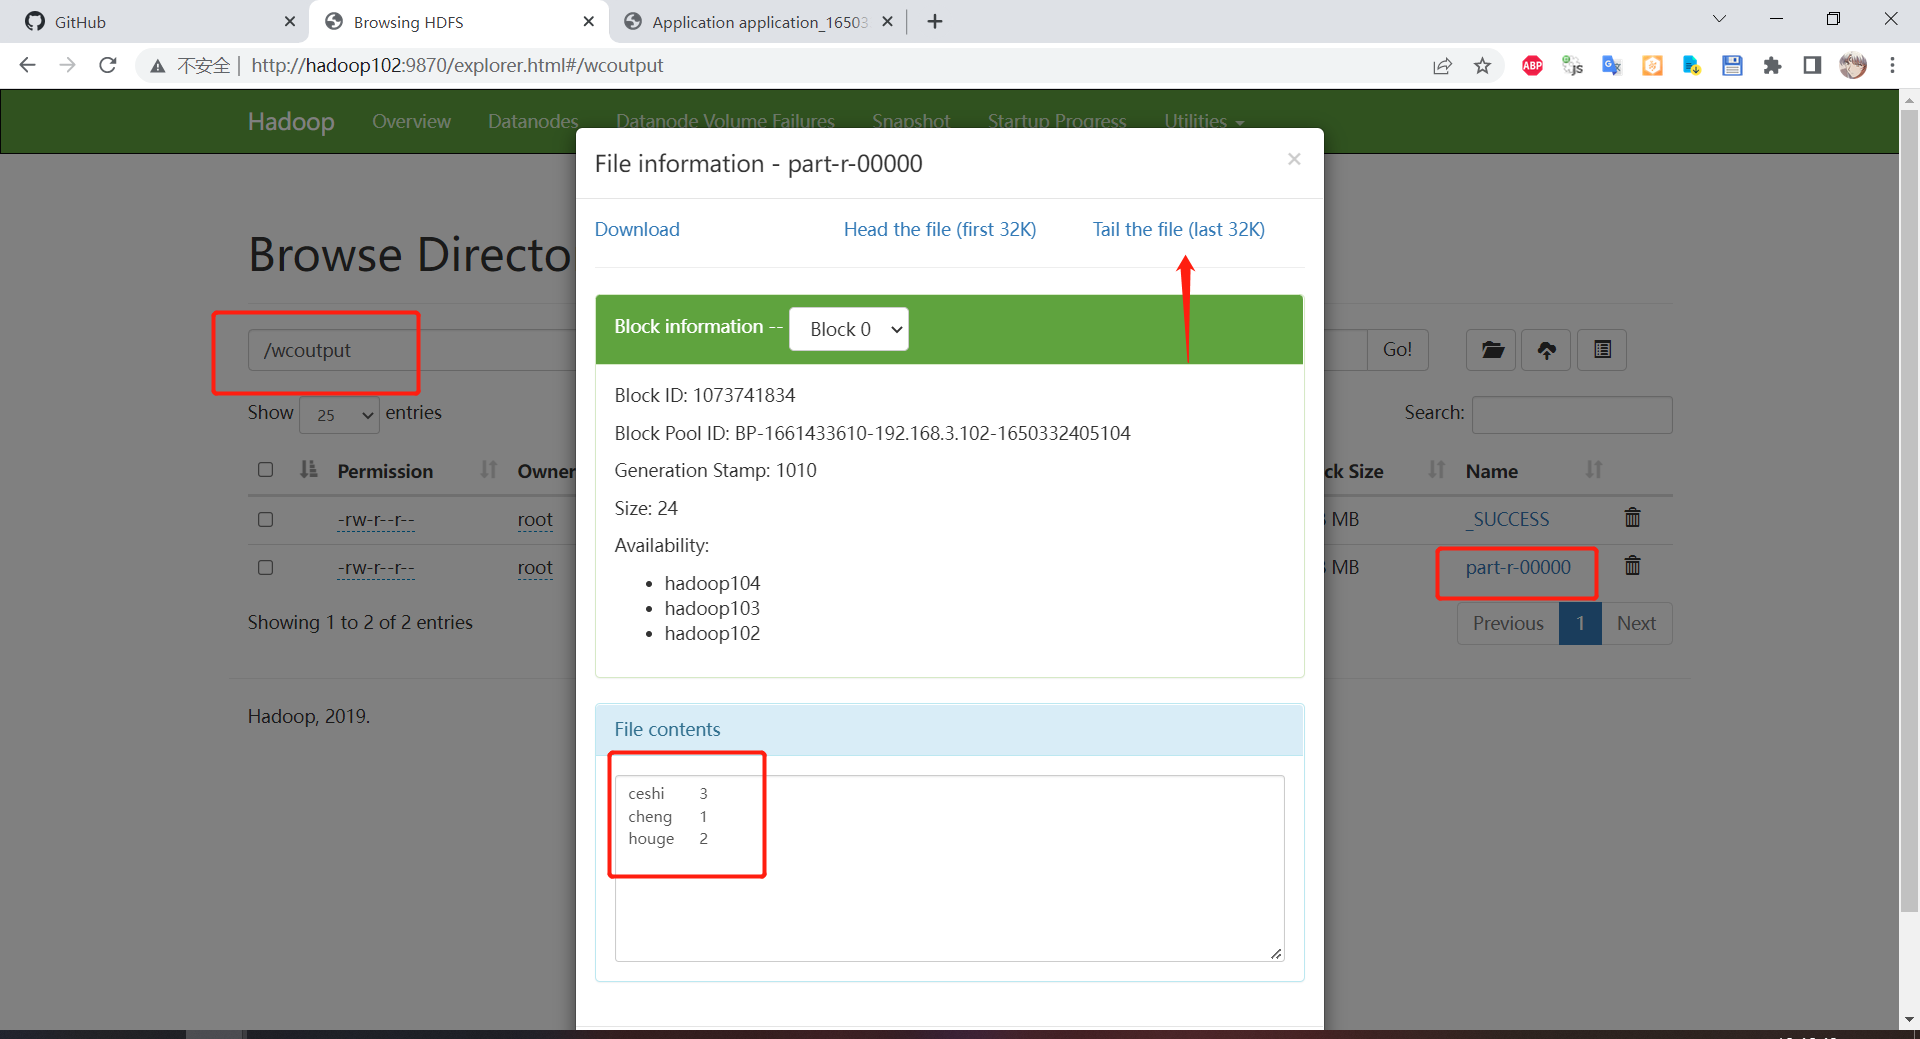 GitHub
Browsing HDFS
Application application_16503
不安全 | http://hadoop102:9870/explorer.html#/wcoutput
ABP
js
Hadoop Overview Datanodes Datanode Volume Failures Snapshot Startup Progress Utilities
File information - part-r-00000
×
Download Head the file (first 32K) Tail the file (last 32K)
Browse Directo
Block information -- Block 0
/wcoutput
Go!
Show 25 entries
Search:
Block ID: 1073741834
Block Pool ID: BP-1661433610-192.168.3.102-1650332405104
Generation Stamp: 1010
Size: 24
Availability:
hadoop104
hadoop103
hadoop102
Permission Owner ck Size Name
-rw-r--r-- root MB _SUCCESS
-rw-r--r-- root MB part-r-00000
Showing 1 to 2 of 2 entries
Previous 1 Next
Hadoop, 2019.
File contents
ceshi 3
cheng 1
houge 2